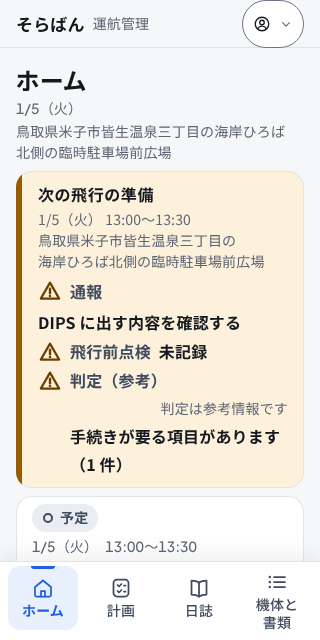 そらばん 運航管理
ホーム
1/5（火）
鳥取県米子市皆生温泉三丁目の海岸ひろば
北側の臨時駐車場前広場
次の飛行の準備
1/5（火） 13:00〜13:30
鳥取県米子市皆生温泉三丁目の
海岸ひろば北側の臨時駐車場前広場
通報
DIPS に出す内容を確認する
飛行前点検 未記録
判定（参考）
判定は参考情報です
手続きが要る項目があります
（1 件）
予定
1/5（火） 13:00〜13:30
ホーム
計画
日誌
機体と
書類